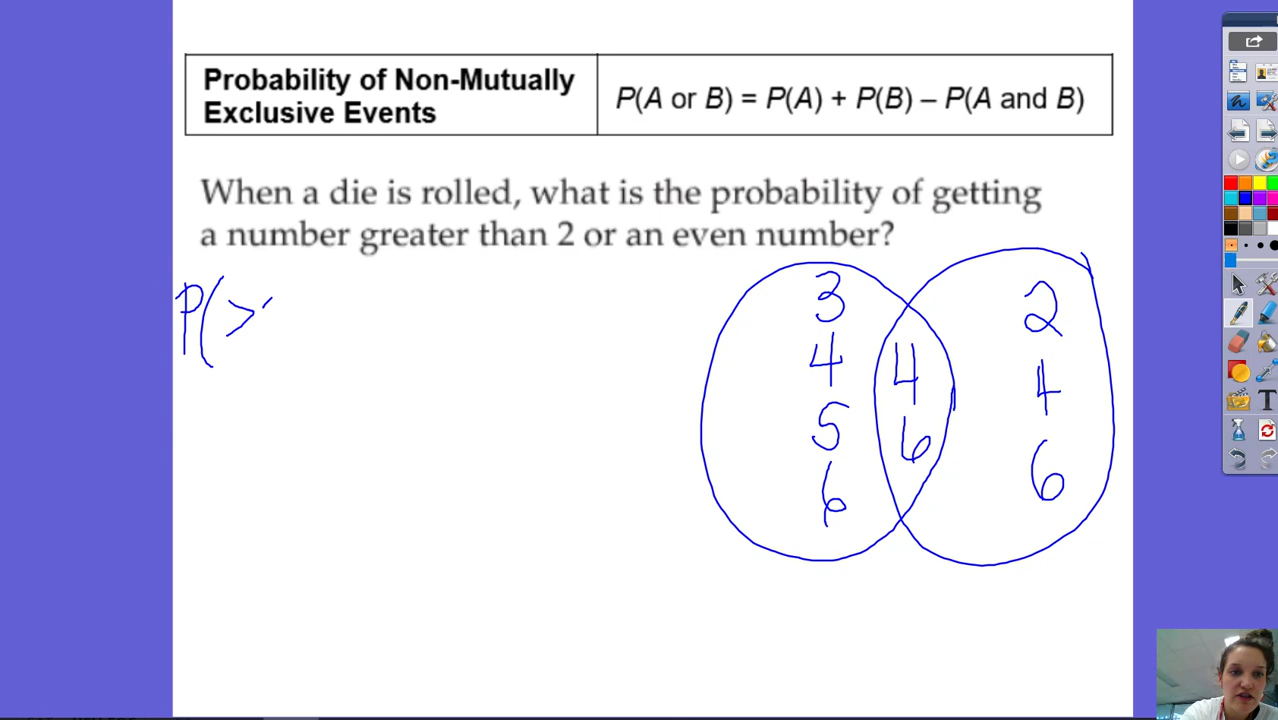 Probability of Non-Mutually
Exclusive Events
P(A or B) = P(A) + P(B) – P(A and B)
When a die is rolled, what is the probability of getting
a number greater than 2 or an even number?
P(>
3
4
5
6
4
6
2
4
6
T